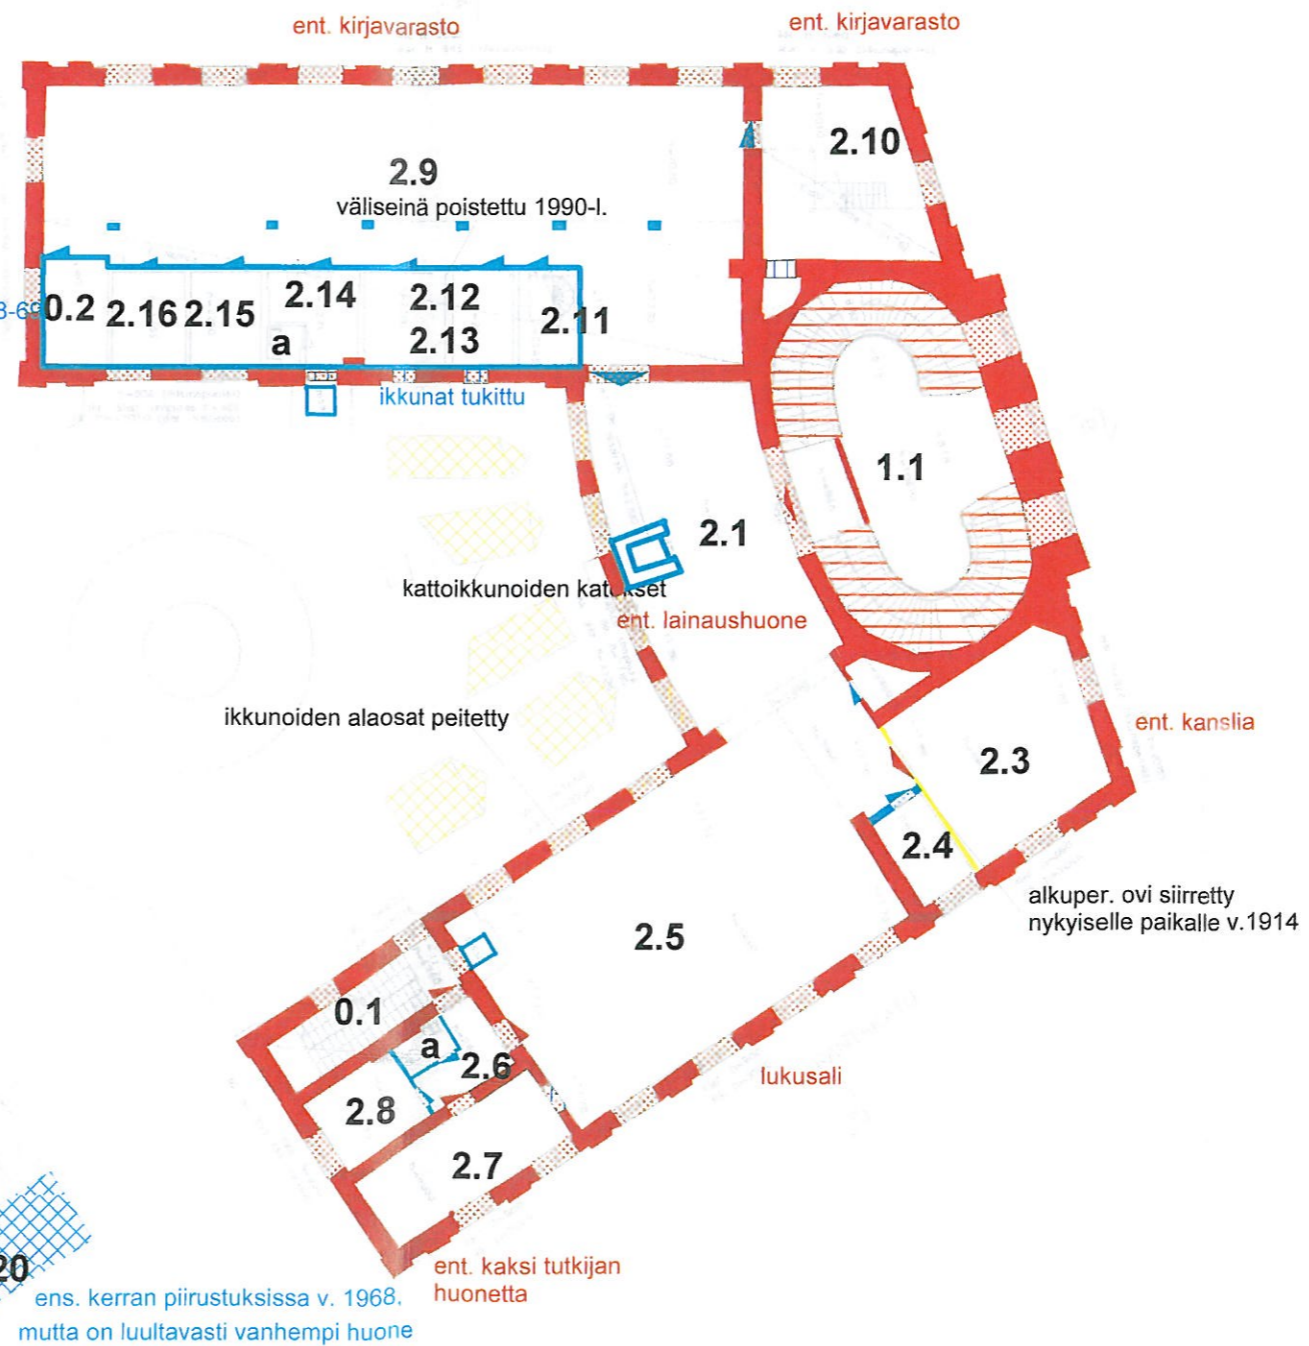 ent. kirjavarasto
ent. kirjavarasto
2.10
2.9
väliseinä poistettu 1990-l.
0.2
2.16
2.15
2.14
a
2.12
2.13
2.11
ikkunat tukittu
1.1
2.1
kattoikkunoiden katokset
ent. lainaushuone
ikkunoiden alaosat peitetty
ent. kanslia
2.3
2.4
alkuper. ovi siirretty
nykyiselle paikalle v.1914
2.5
0.1
a
2.6
2.8
lukusali
2.7
20
ent. kaksi tutkijan
huonetta
ens. kerran piirustuksissa v. 1968,
mutta on luultavasti vanhempi huone